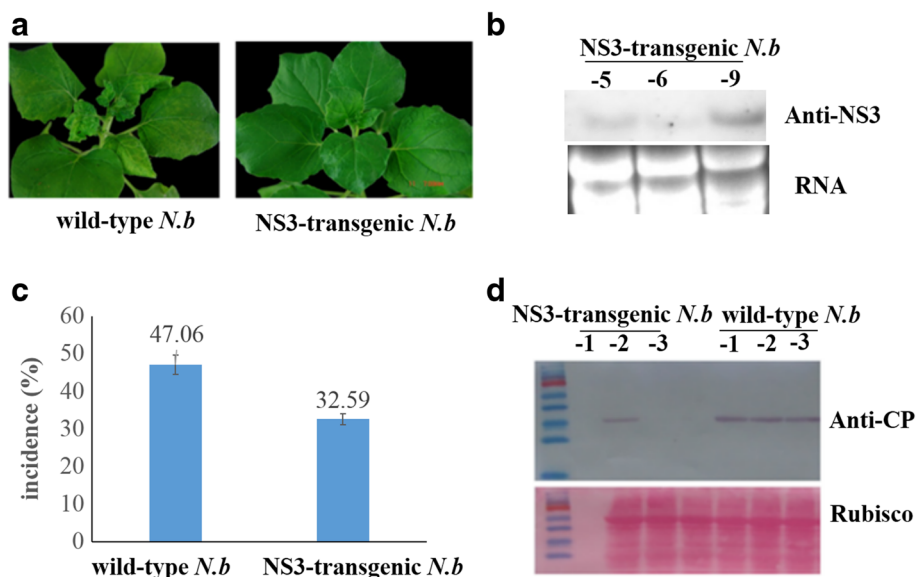 a
wild-type N.b
NS3-transgenic N.b
b
NS3-transgenic N.b
-5 -6 -9
Anti-NS3
RNA
c
incidence (%)
60
50
40
30
20
10
0
47.06
32.59
wild-type N.b
NS3-transgenic N.b
d
NS3-transgenic N.b wild-type N.b
-1 -2 -3 -1 -2 -3
Anti-CP
Rubisco